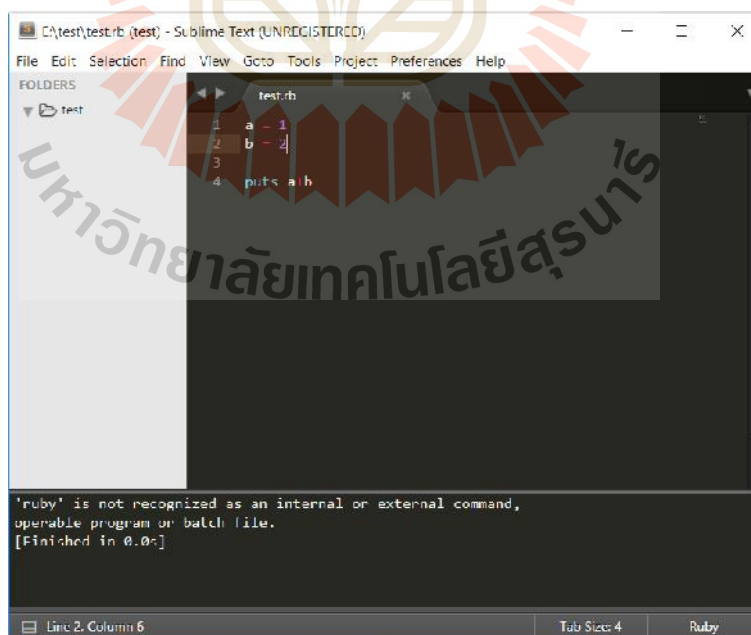 C:\test\test.rb (test) - Sublime Text (UNREGISTERED)
File Edit Selection Find View Goto Tools Project Preferences Help
FOLDERS
test
test.rb
1 a = 1
2 b = 2
3
4 puts a+b
มหาวิทยาลัยเทคโนโลยีสุรนารี
'ruby' is not recognized as an internal or external command,
operable program or batch file.
[Finished in 0.0s]
Line 2, Column 6
Tab Size: 4
Ruby